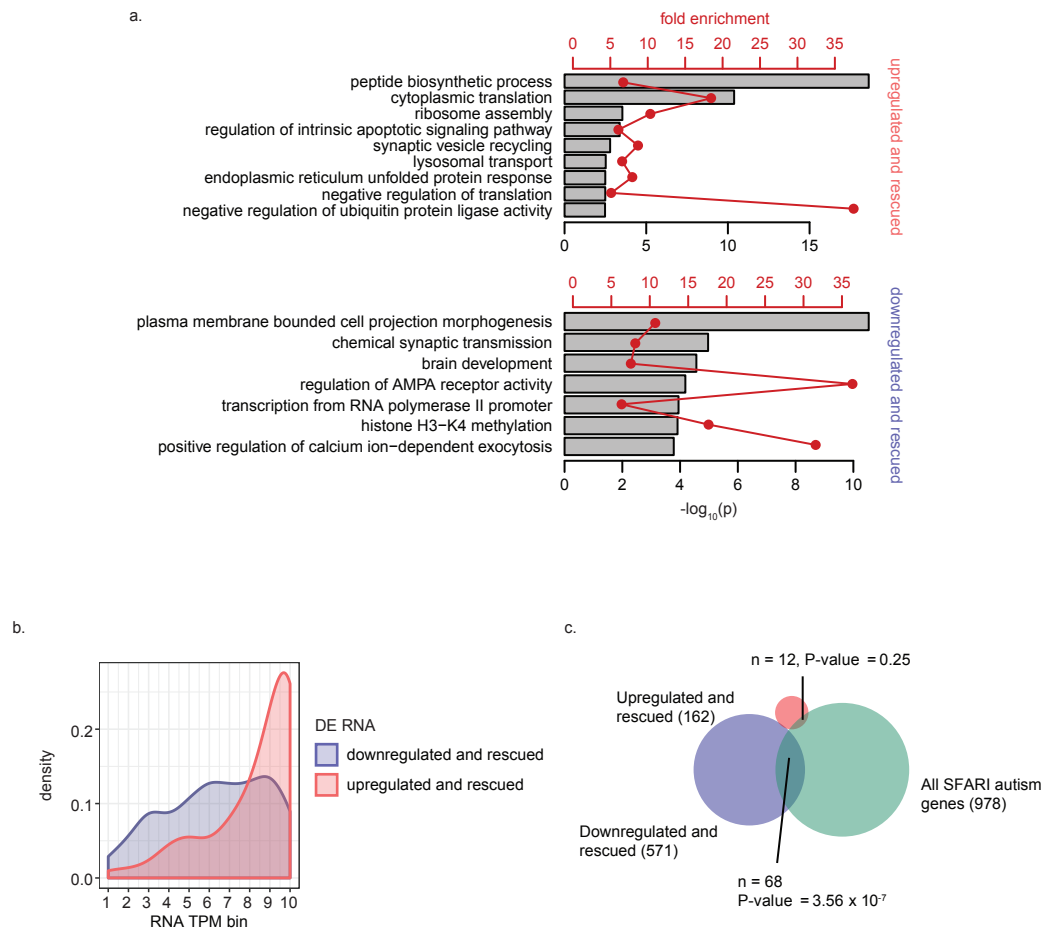 a.
fold enrichment
0 5 10 15 20 25 30 35
peptide biosynthetic process
cytoplasmic translation
ribosome assembly
regulation of intrinsic apoptotic signaling pathway
synaptic vesicle recycling
lysosomal transport
endoplasmic reticulum unfolded protein response
negative regulation of translation
negative regulation of ubiquitin protein ligase activity
0 5 10 15
upregulated and rescued
0 5 10 15 20 25 30 35
plasma membrane bounded cell projection morphogenesis
chemical synaptic transmission
brain development
regulation of AMPA receptor activity
transcription from RNA polymerase II promoter
histone H3−K4 methylation
positive regulation of calcium ion−dependent exocytosis
0 2 4 6 8 10
-log10(p)
downregulated and rescued
b.
density
0.2
0.1
0.0
1 2 3 4 5 6 7 8 9 10
RNA TPM bin
DE RNA
downregulated and rescued
upregulated and rescued
c.
n = 12, P-value = 0.25
Upregulated and
rescued (162)
All SFARI autism
genes (978)
Downregulated and
rescued (571)
n = 68
P-value = 3.56 x 10-7